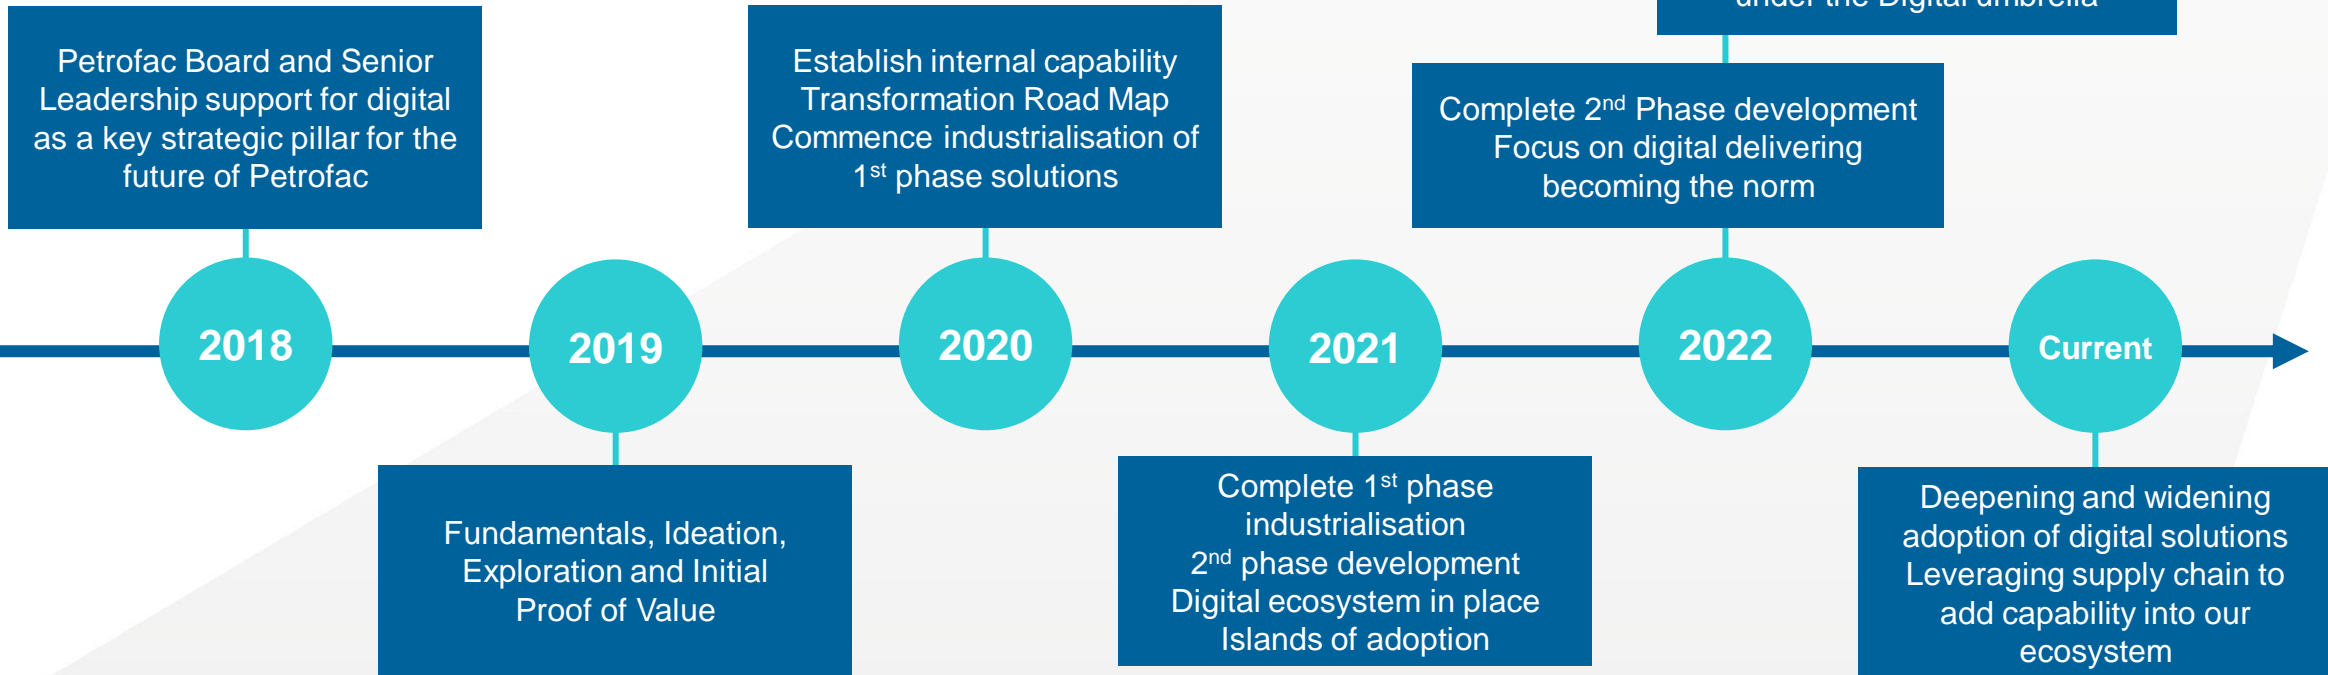 under the Digital umbrella
Petrofac Board and Senior
Leadership support for digital
as a key strategic pillar for the
future of Petrofac
Establish internal capability
Transformation Road Map
Commence industrialisation of
1st phase solutions
Complete 2nd Phase development
Focus on digital delivering
becoming the norm
2018
2019
2020
2021
2022
Current
Fundamentals, Ideation,
Exploration and Initial
Proof of Value
Complete 1st phase
industrialisation
2nd phase development
Digital ecosystem in place
Islands of adoption
Deepening and widening
adoption of digital solutions
Leveraging supply chain to
add capability into our
ecosystem